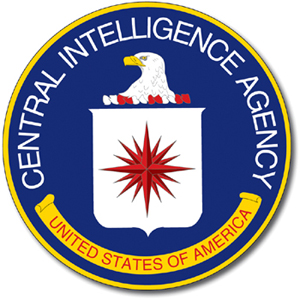 CENTRAL INTELLIGENCE AGENCY
UNITED STATES OF AMERICA